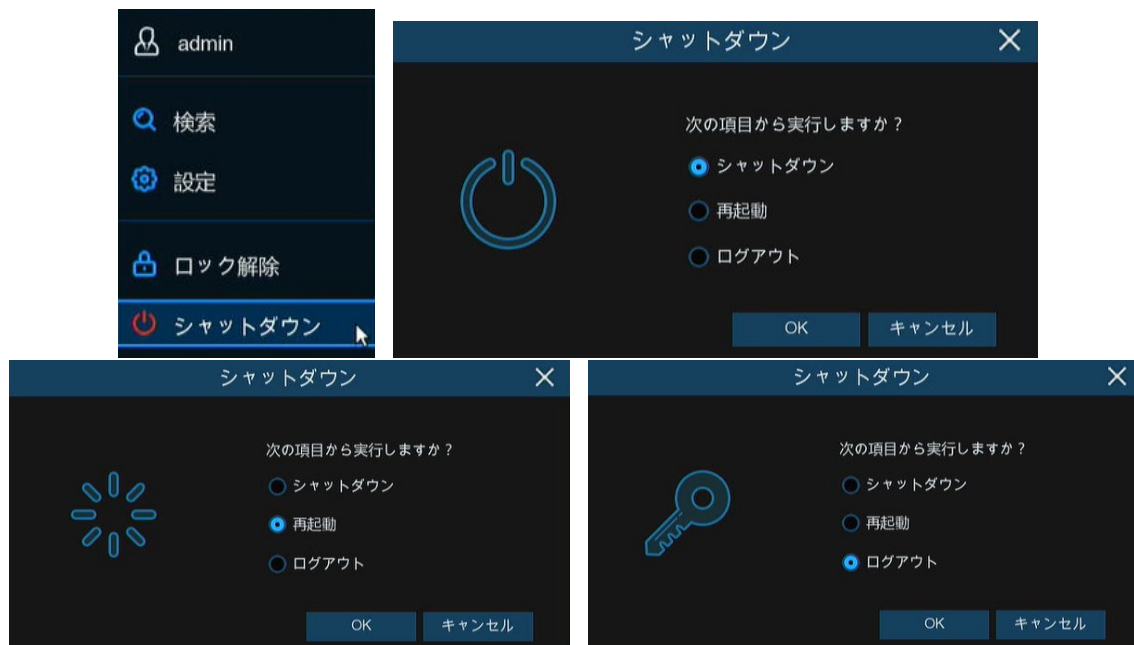 admin
検索
設定
ロック解除
シャットダウン
シャットダウン
次の項目から実行しますか？
シャットダウン
再起動
ログアウト
OK キャンセル
シャットダウン
次の項目から実行しますか？
シャットダウン
再起動
ログアウト
OK キャンセル
シャットダウン
次の項目から実行しますか？
シャットダウン
再起動
ログアウト
OK キャンセル